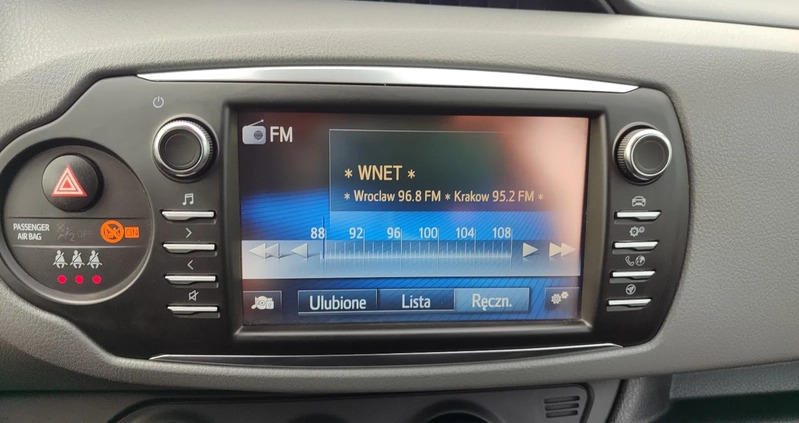 FM
* WNET *
* Wroclaw 96.8 FM * Krakow 95.2 FM *
88 92 96 100 104 108
Ulubione Lista Ręczn.
PASSENGER
AIR BAG